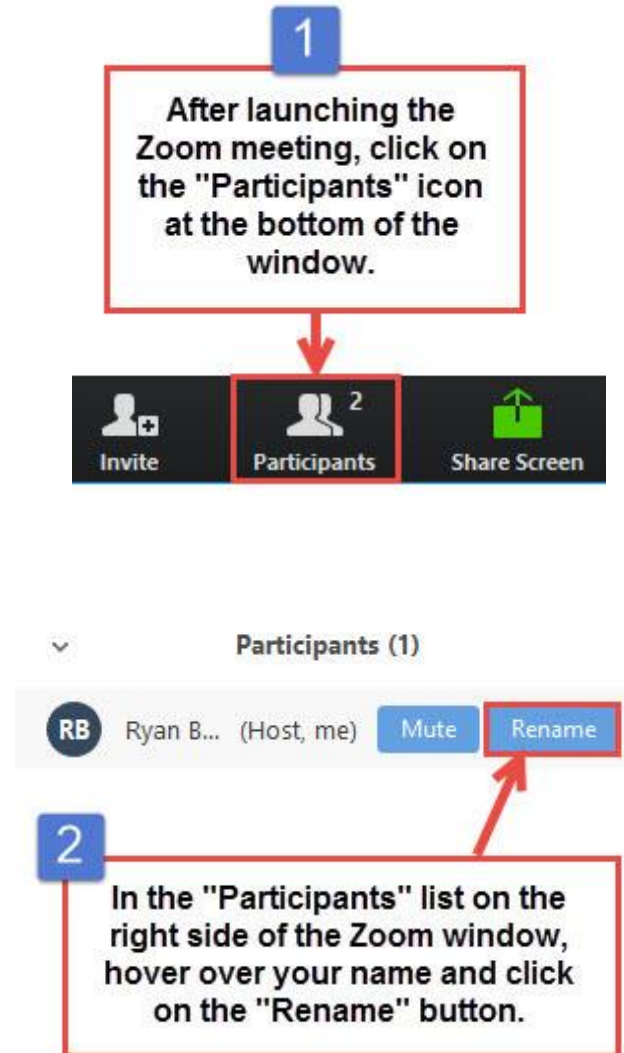 1
After launching the
Zoom meeting, click on
the "Participants" icon
at the bottom of the
window.
2
Invite
Participants
Share Screen
Participants (1)
RB
Ryan B... (Host, me)
Mute
Rename
2
In the "Participants" list on the
right side of the Zoom window,
hover over your name and click
on the "Rename" button.